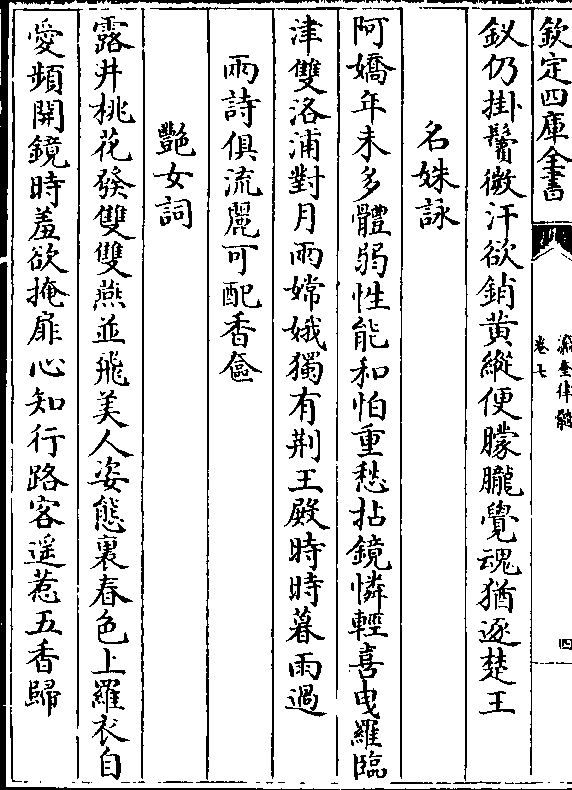 欽定四庫全書
瀛奎律髓
卷七
四
釵仍掛鬢微汗欲銷黄縱便朦朧覺魂猶逐楚王
名姝詠
阿嬌年未多體弱性能和怕重愁拈鏡憐輕喜曳羅臨
津雙洛浦對月兩嫦娥獨有荆王殿時時暮雨過
兩詩俱流麗可配香奩
艷女詞
露井桃花發雙雙燕並飛美人姿態裏春色上羅衣自
愛頻開鏡時羞欲掩扉心知行路客遥惹五香歸